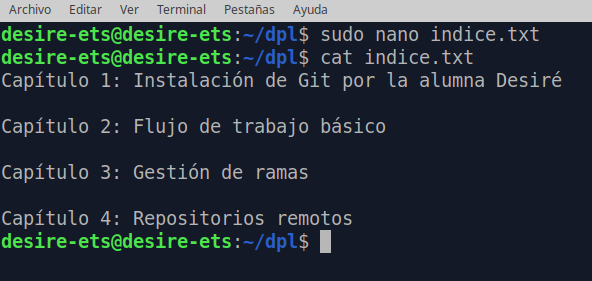 Archivo Editar Ver Terminal Pestañas Ayuda
desire-ets@desire-ets:~/dpl$ sudo nano indice.txt
desire-ets@desire-ets:~/dpl$ cat indice.txt
Capítulo 1: Instalación de Git por la alumna Desiré
Capítulo 2: Flujo de trabajo básico
Capítulo 3: Gestión de ramas
Capítulo 4: Repositorios remotos
desire-ets@desire-ets:~/dpl$